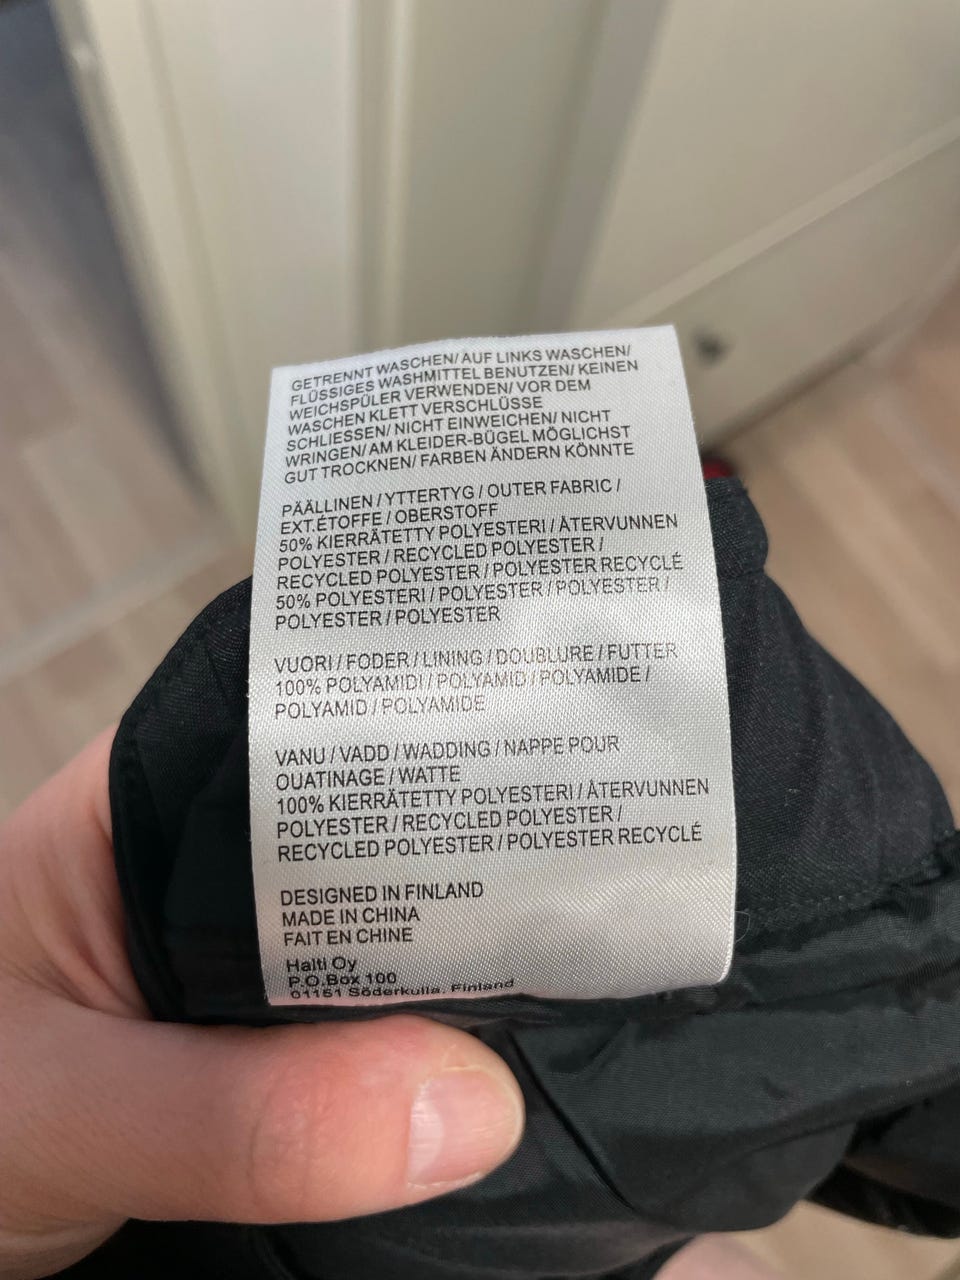 GETRENNT WASCHEN/ AUF LINKS WASCHEN/
FLÜSSIGES WASHMITTEL BENUTZEN/ KEINEN
WEICHSPÜLER VERWENDEN/ VOR DEM
WASCHEN KLETT VERSCHLÜSSE
SCHLIESSEN/ NICHT EINWEICHEN/ NICHT
WRINGEN/ AM KLEIDER-BÜGEL MÖGLICHST
GUT TROCKNEN/ FARBEN ÄNDERN KÖNNTE
PÄÄLLINEN / YTTERTYG / OUTER FABRIC /
EXT.ÉTOFFE / OBERSTOFF
50% KIERRÄTETTY POLYESTERI / ÅTERVUNNEN
POLYESTER / RECYCLED POLYESTER /
RECYCLED POLYESTER / POLYESTER RECYCLÉ
50% POLYESTERI / POLYESTER / POLYESTER /
POLYESTER / POLYESTER
VUORI / FODER / LINING / DOUBLURE / FUTTER
100% POLYAMIDI / POLYAMID / POLYAMIDE /
POLYAMID / POLYAMIDE
VANU / VADD / WADDING / NAPPE POUR
OUATINAGE / WATTE
100% KIERRÄTETTY POLYESTERI / ÅTERVUNNEN
POLYESTER / RECYCLED POLYESTER /
RECYCLED POLYESTER / POLYESTER RECYCLÉ
DESIGNED IN FINLAND
MADE IN CHINA
FAIT EN CHINE
Halti Oy
P.O.Box 100
01151 Söderkulla, Finland